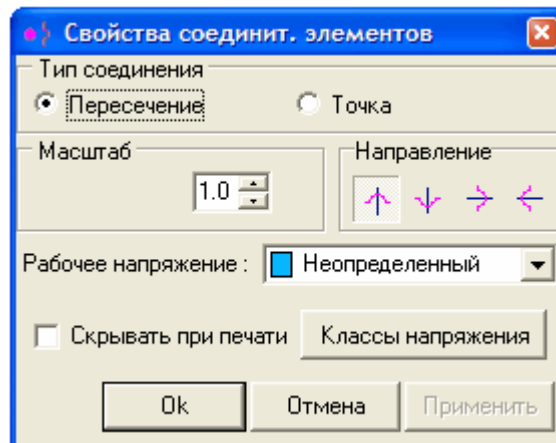 Свойства соединит. элементов
Тип соединения
Пересечение
Точка
Масштаб
Направление
1.0
Рабочее напряжение :
Неопределенный
Скрывать при печати
Классы напряжения
Ok
Отмена
Применить